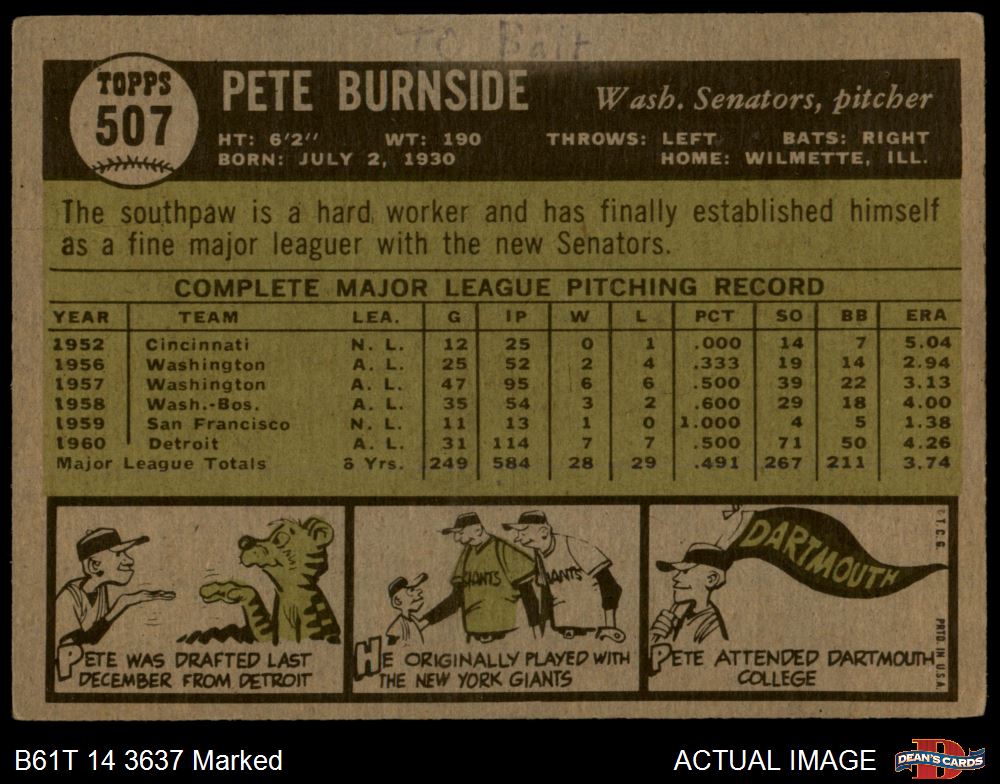 TO Balt
TOPPS
507
PETE BURNSIDE
Wash. Senators, pitcher
HT: 6'2" WT: 190 THROWS: LEFT BATS: RIGHT
BORN: JULY 2, 1930 HOME: WILMETTE, ILL.
The southpaw is a hard worker and has finally established himself
as a fine major leaguer with the new Senators.
COMPLETE MAJOR LEAGUE PITCHING RECORD
YEAR TEAM LEA. G IP W L PCT SO BB ERA
1952 Cincinnati N. L. 12 25 0 1 .000 14 7 5.04
1956 Washington A. L. 25 52 2 4 .333 19 14 2.94
1957 Washington A. L. 47 95 6 6 .500 39 22 3.13
1958 Wash.-Bos. A. L. 35 54 3 2 .600 29 18 4.00
1959 San Francisco N. L. 11 13 1 0 1.000 4 5 1.38
1960 Detroit A. L. 31 114 7 7 .500 71 50 4.26
Major League Totals 8 Yrs. 249 584 28 29 .491 267 211 3.74
PETE WAS DRAFTED LAST
DECEMBER FROM DETROIT
GIANTS
GIANTS
HE ORIGINALLY PLAYED WITH
THE NEW YORK GIANTS
DARTMOUTH
PETE ATTENDED DARTMOUTH
COLLEGE
© T. C. G.
PRTD. IN U.S.A.
B61T 14 3637 Marked
ACTUAL IMAGE
DEAN'S CARDS